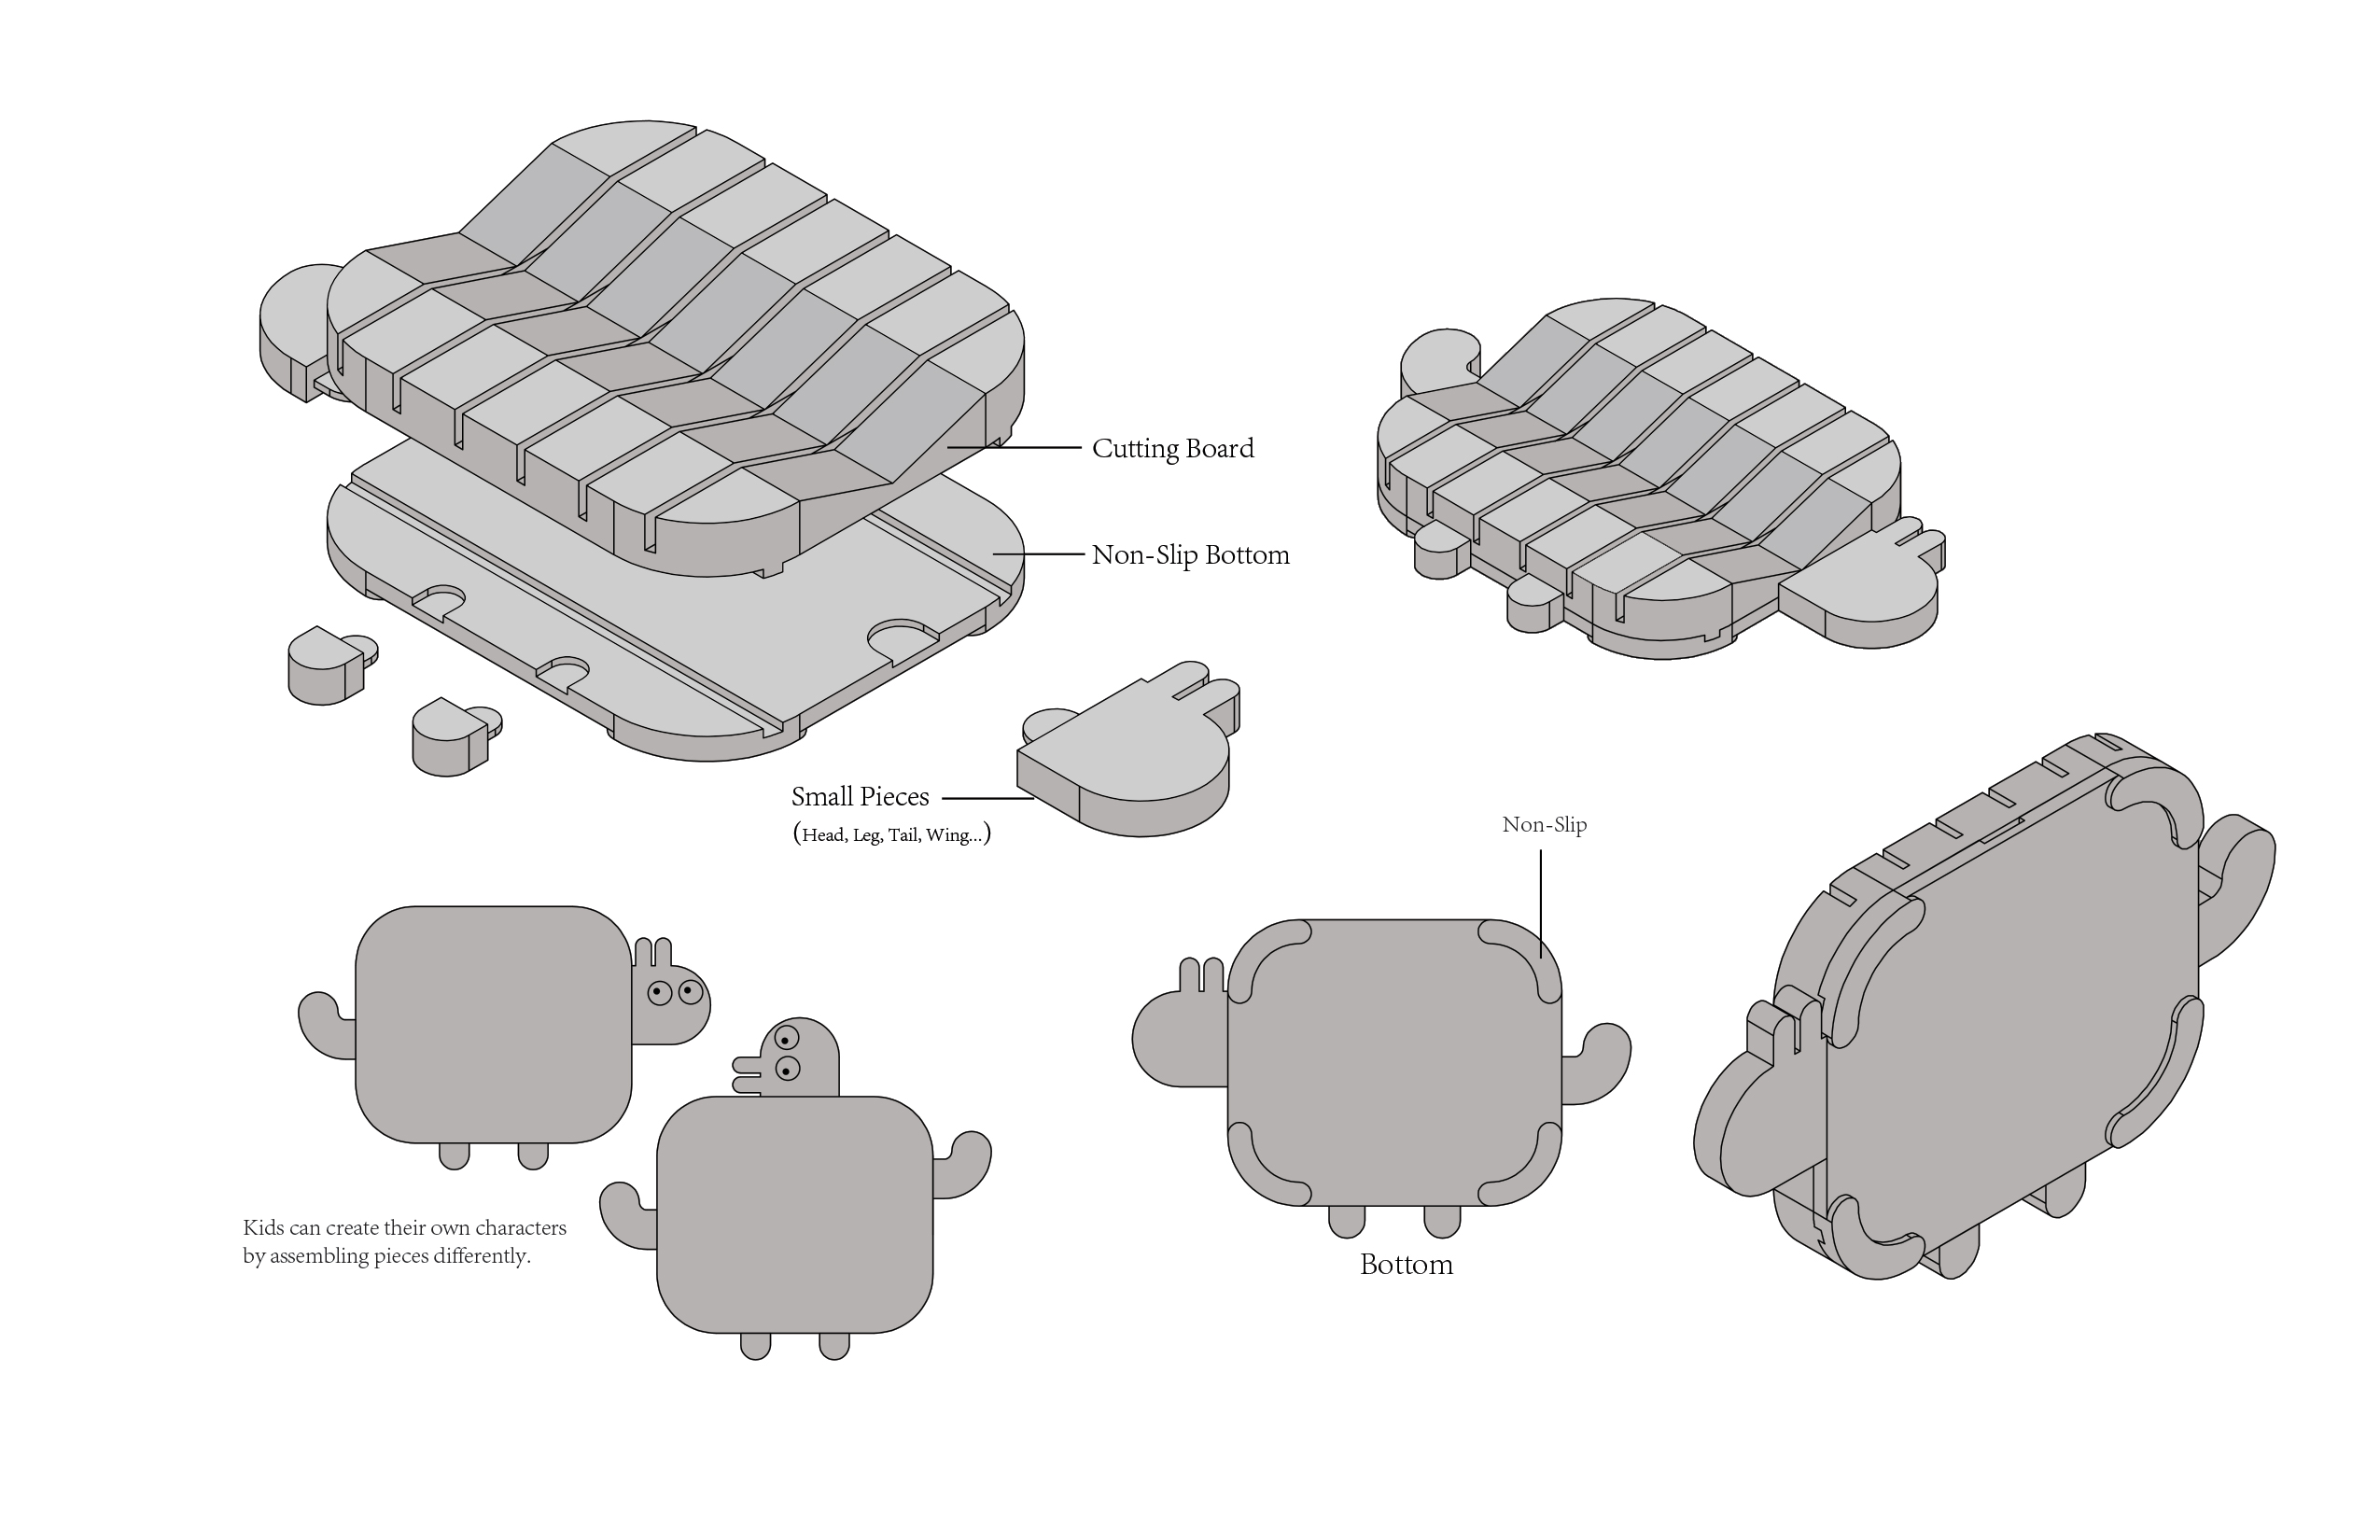 Cutting Board
Non-Slip Bottom
Small Pieces
(Head, Leg, Tail, Wing...)
Non-Slip
Kids can create their own characters
by assembling pieces differently.
Bottom